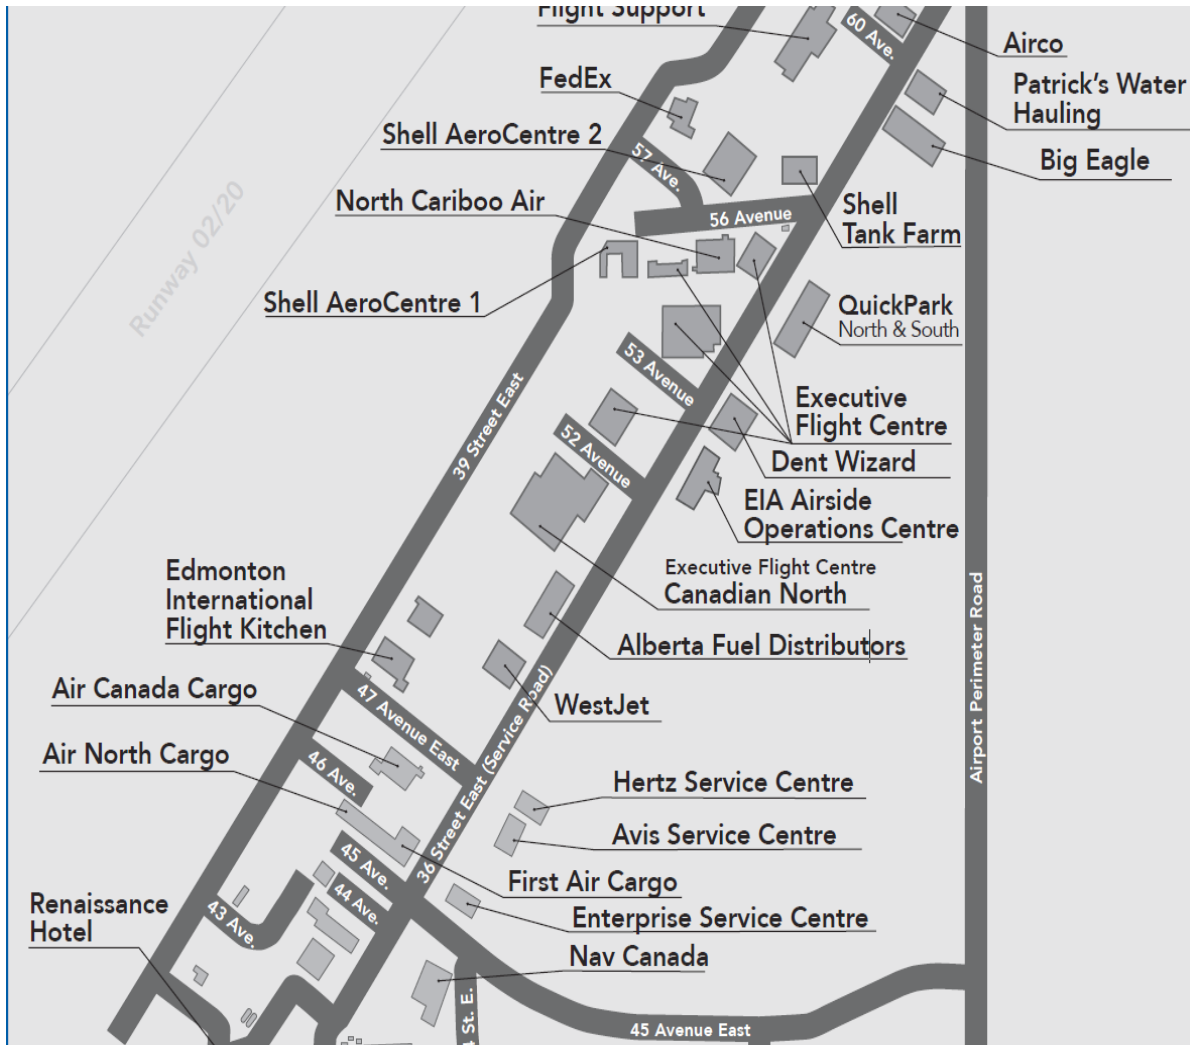 Flight Support
60 Ave.
Airco
FedEx
Patrick's Water
Hauling
Shell AeroCentre 2
57 Ave.
Big Eagle
North Cariboo Air
56 Avenue
Shell
Tank Farm
Runway 02/20
Shell AeroCentre 1
QuickPark
North & South
53 Avenue
39 Street East
Executive
Flight Centre
52 Avenue
Dent Wizard
EIA Airside
Operations Centre
Executive Flight Centre
Canadian North
Edmonton
International
Flight Kitchen
Airport Perimeter Road
Alberta Fuel Distributors
Air Canada Cargo
47 Avenue East
WestJet
36 Street East (Service Road)
Air North Cargo
46 Ave.
Hertz Service Centre
Avis Service Centre
45 Ave.
First Air Cargo
44 Ave.
Renaissance
Hotel
43 Ave.
Enterprise Service Centre
Nav Canada
St. E.
45 Avenue East